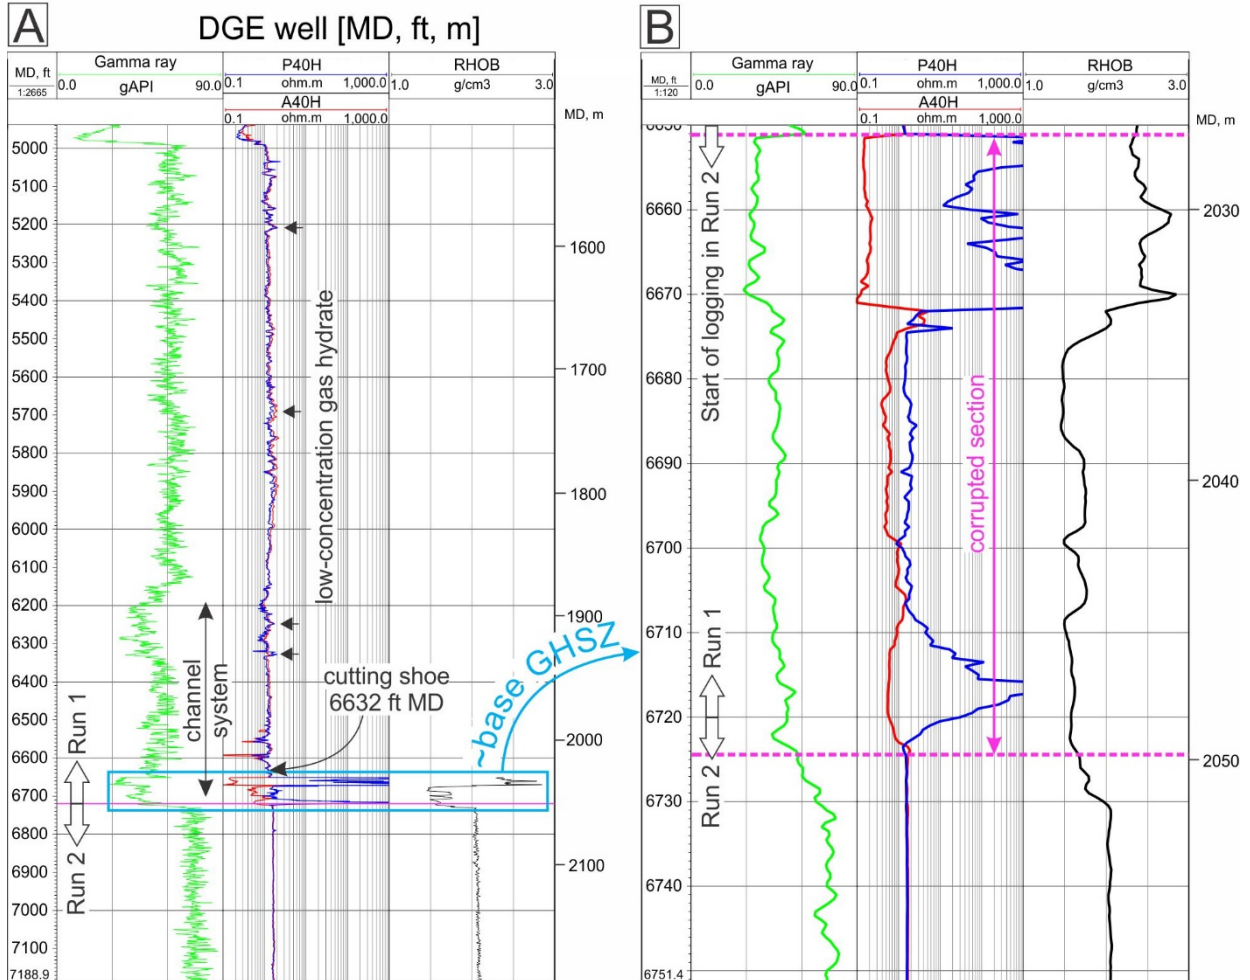 A
DGE well [MD, ft, m]
MD, ft
1:2665
Gamma ray
0.0 gAPI 90.0
P40H
0.1 ohm.m 1,000.0
A40H
0.1 ohm.m 1,000.0
RHOB
1.0 g/cm3 3.0
MD, m
5000
5100
5200
5300
5400
5500
5600
5700
5800
5900
6000
6100
6200
6300
6400
6500
6600
6700
6800
6900
7000
7100
7186.9
1600
1700
1800
1900
2000
2100
low-concentration gas hydrate
channel
system
cutting shoe
6632 ft MD
~base GHSZ
Run 1
Run 2
B
MD, ft
1:120
Gamma ray
0.0 gAPI 90.0
P40H
0.1 ohm.m 1,000.0
A40H
0.1 ohm.m 1,000.0
RHOB
1.0 g/cm3 3.0
MD, m
6650
6660
6670
6680
6690
6700
6710
6720
6730
6740
6751.4
2030
2040
2050
Start of logging in Run 2
corrupted section
Run 1
Run 2